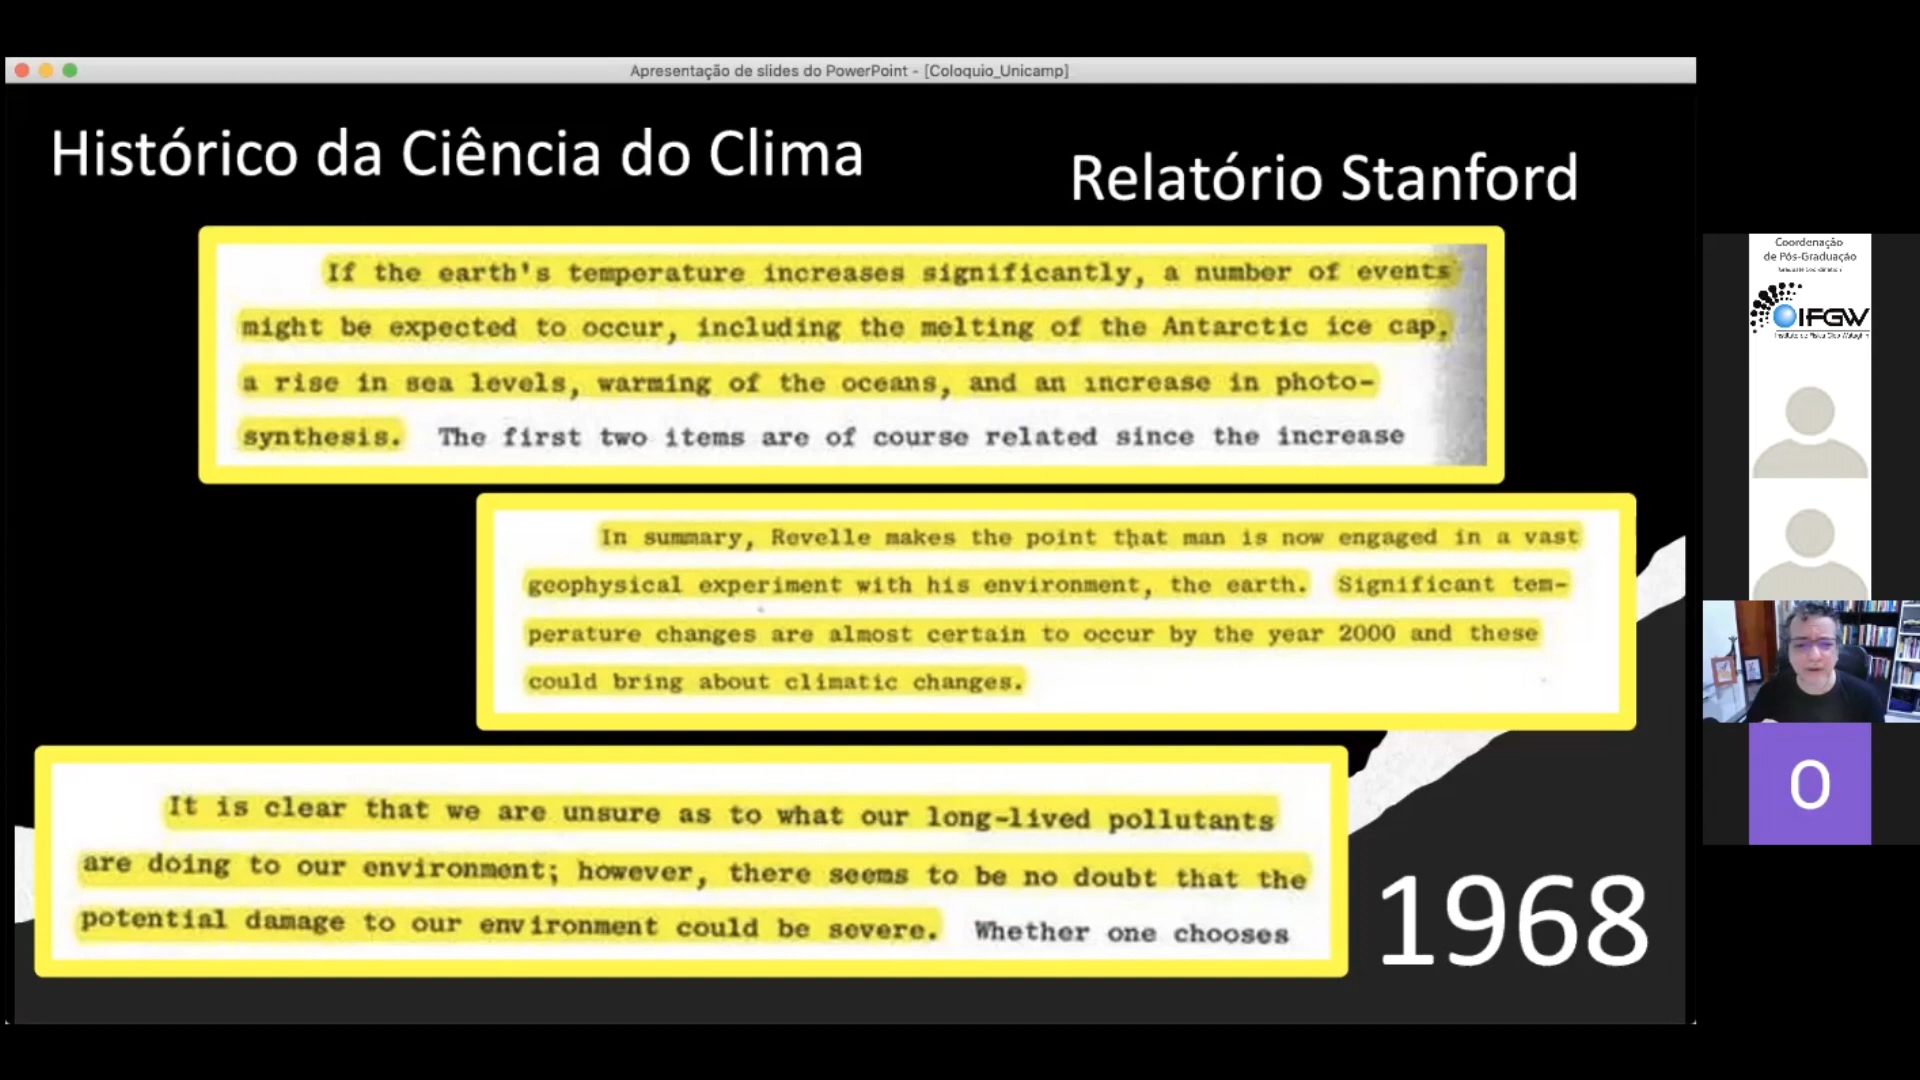 Apresentação de slides do PowerPoint - [Coloquio_Unicamp]
Histórico da Ciência do Clima
Relatório Stanford
If the earth's temperature increases significantly, a number of events
might be expected to occur, including the melting of the Antarctic ice cap,
a rise in sea levels, warming of the oceans, and an increase in photo-
synthesis. The first two items are of course related since the increase
In summary, Revelle makes the point that man is now engaged in a vast
geophysical experiment with his environment, the earth. Significant tem-
perature changes are almost certain to occur by the year 2000 and these
could bring about climatic changes.
It is clear that we are unsure as to what our long-lived pollutants
are doing to our environment; however, there seems to be no doubt that the
potential damage to our environment could be severe. Whether one chooses
1968
Coordenação
de Pós-Graduação
IFGW
O